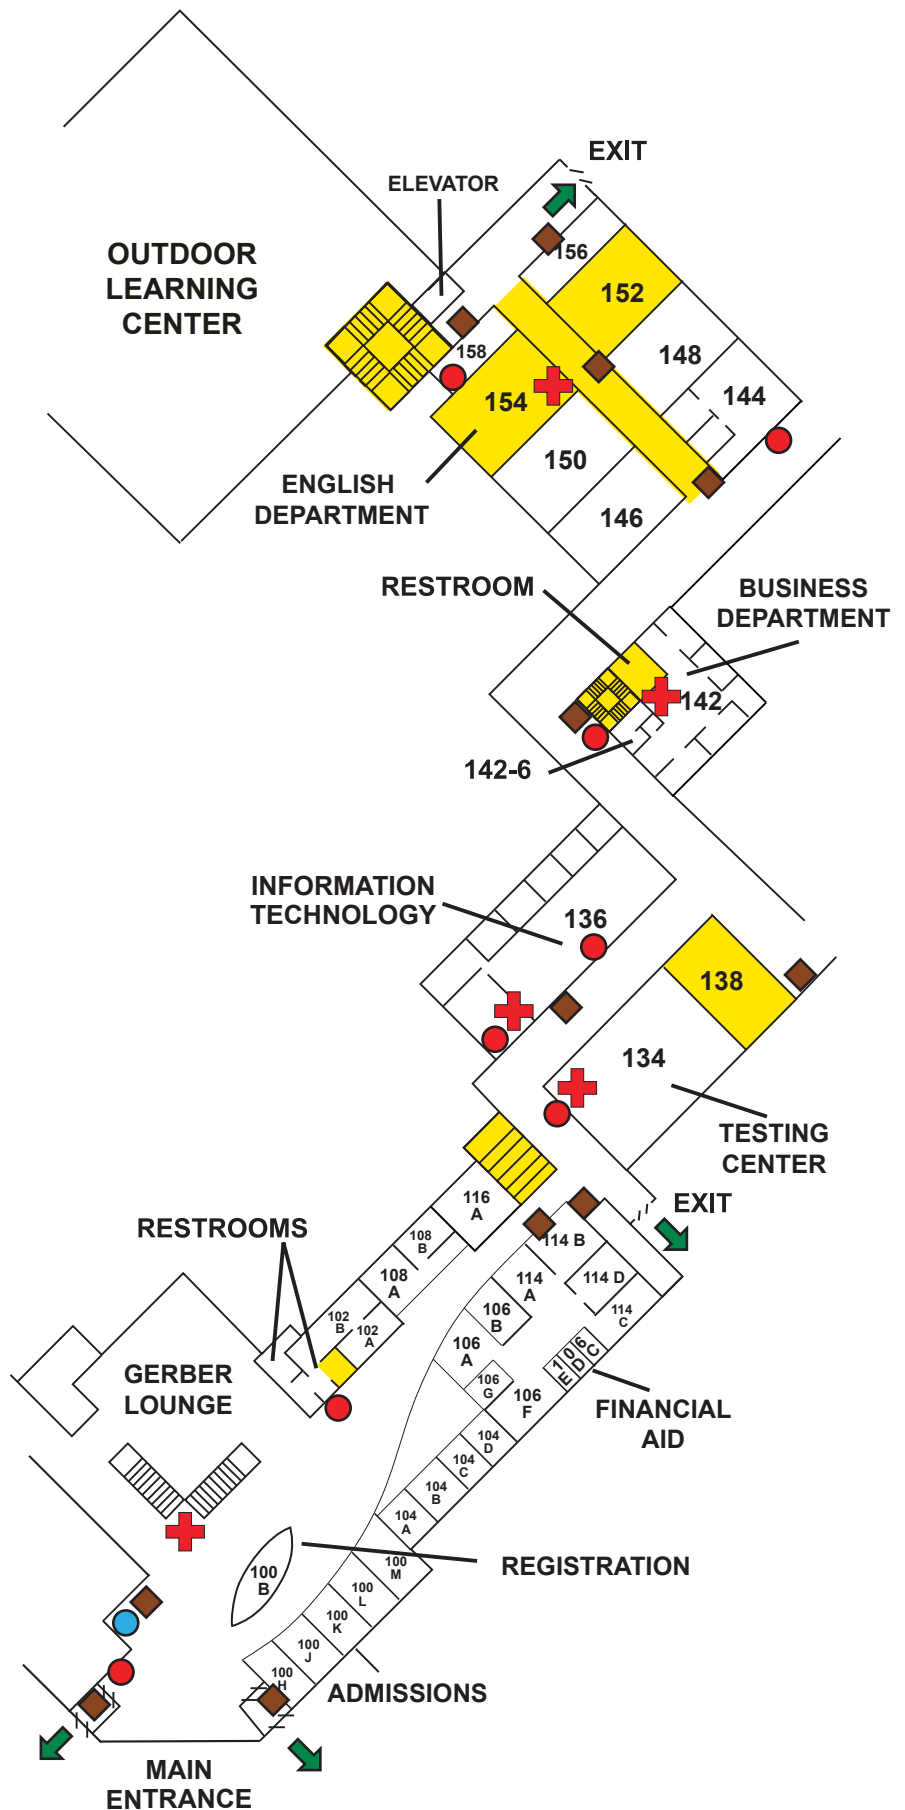 EXIT
ELEVATOR
OUTDOOR
LEARNING
CENTER
156
152
158
148
154
144
150
146
ENGLISH
DEPARTMENT
RESTROOM
BUSINESS
DEPARTMENT
142
142-6
INFORMATION
TECHNOLOGY
136
138
134
TESTING
CENTER
116
A
EXIT
RESTROOMS
108
B
114 B
108
A
114
A
114 D
114
C
106
B
102
B
102
A
106
A
106
C
D
E
106
G
106
F
GERBER
LOUNGE
FINANCIAL
AID
104
D
104
C
104
B
104
A
REGISTRATION
100
B
100
M
100
L
100
K
100
J
100
H
ADMISSIONS
MAIN
ENTRANCE